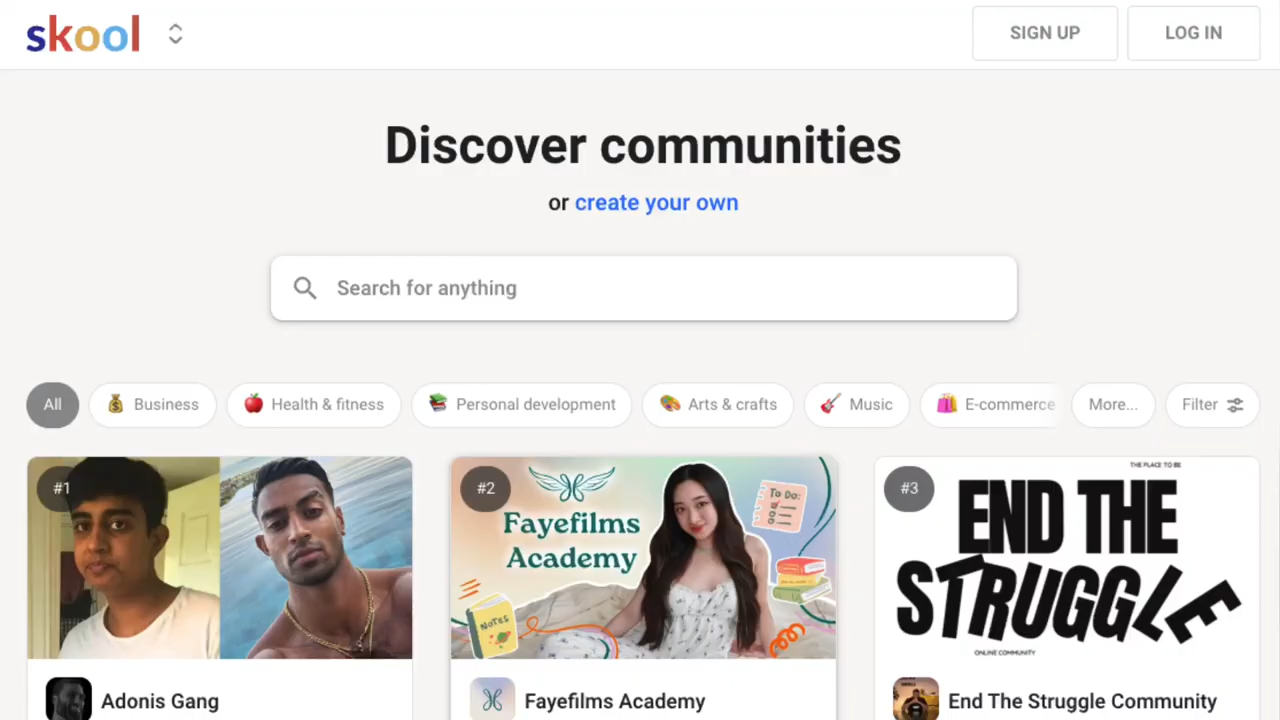 skool
SIGN UP
LOG IN
Discover communities
or create your own
Search for anything
All
Business
Health & fitness
Personal development
Arts & crafts
Music
E-commerce
More...
Filter
#1
#2
Fayefilms
Academy
To Do:
NOTES
#3
THE PLACE TO BE
END THE
STRUGGLE
ONLINE COMMUNITY
Adonis Gang
Fayefilms Academy
End The Struggle Community